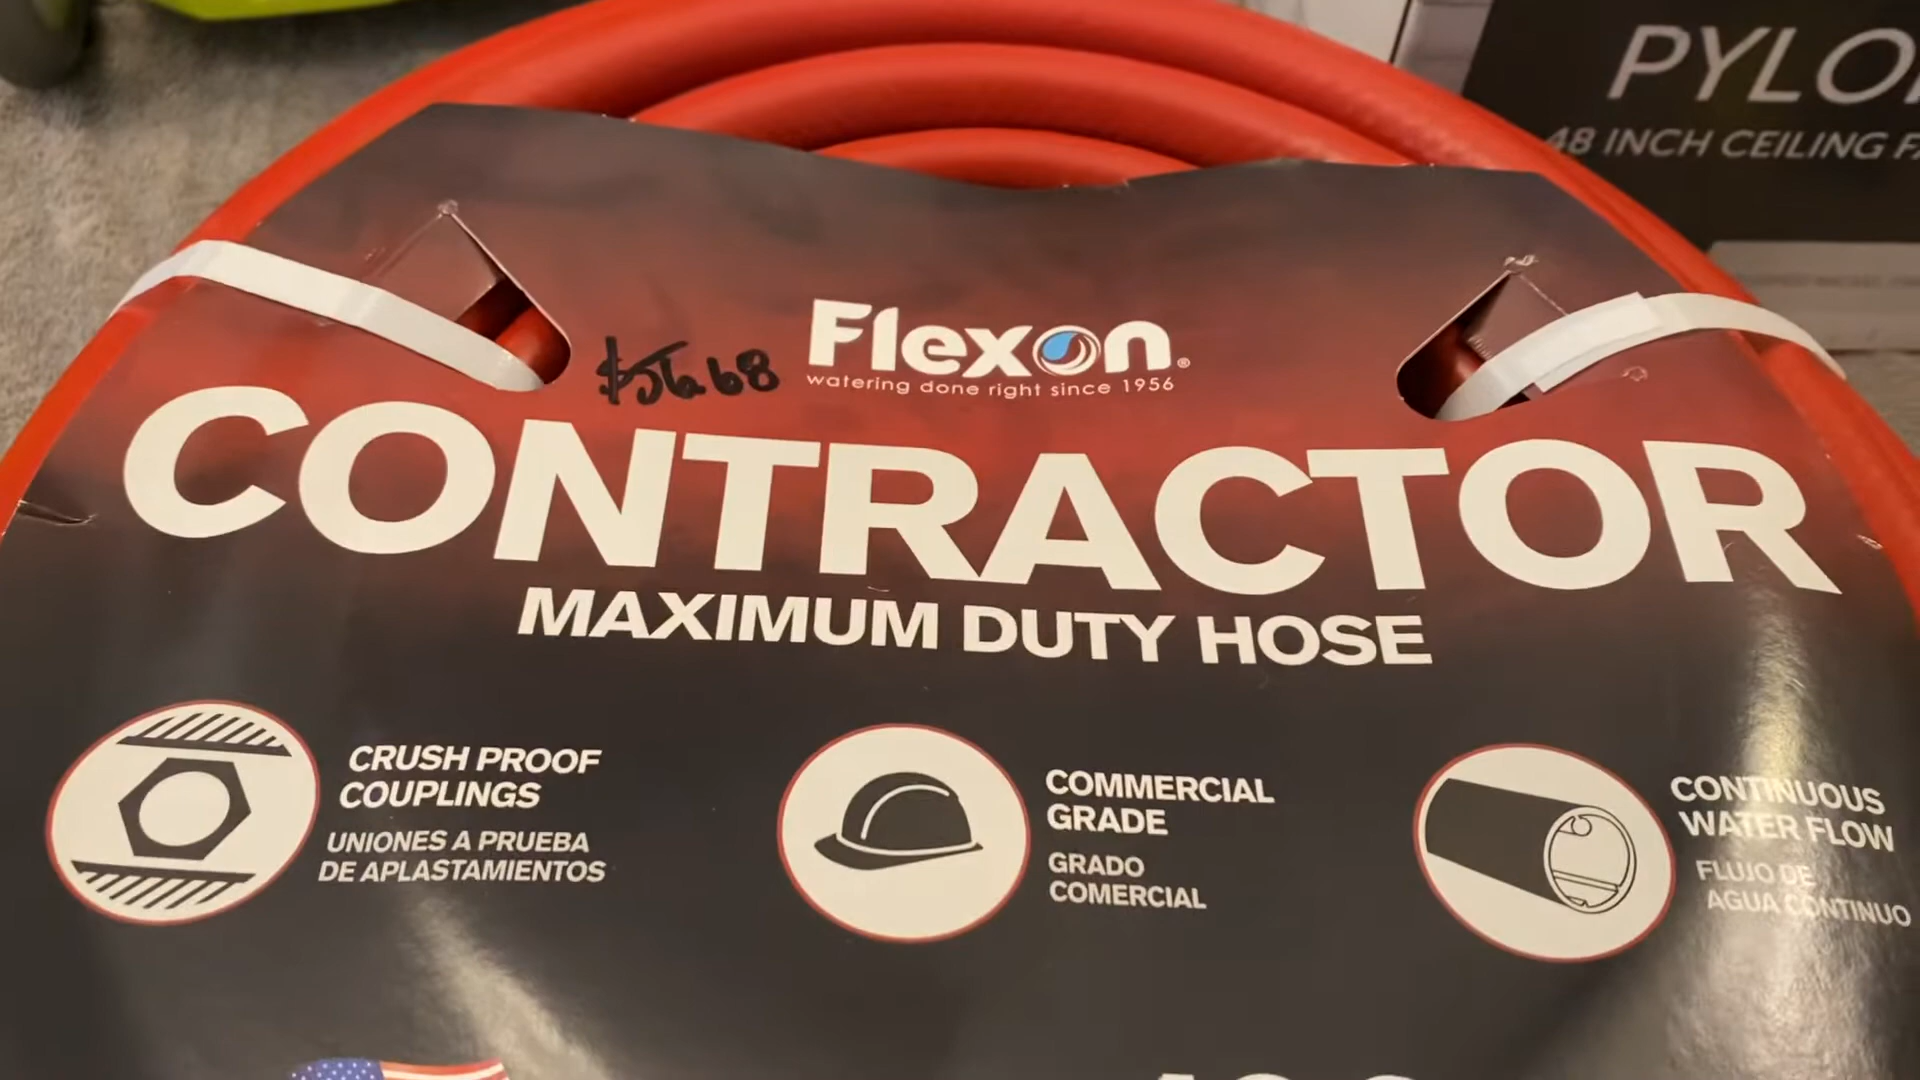 PYLO
48 INCH CEILING
$56.68
Flexon®
watering done right since 1956
CONTRACTOR
MAXIMUM DUTY HOSE
CRUSH PROOF
COUPLINGS
UNIONES A PRUEBA
DE APLASTAMIENTOS
COMMERCIAL
GRADE
GRADO
COMERCIAL
CONTINUOUS
WATER FLOW
FLUJO DE
AGUA CONTINUO